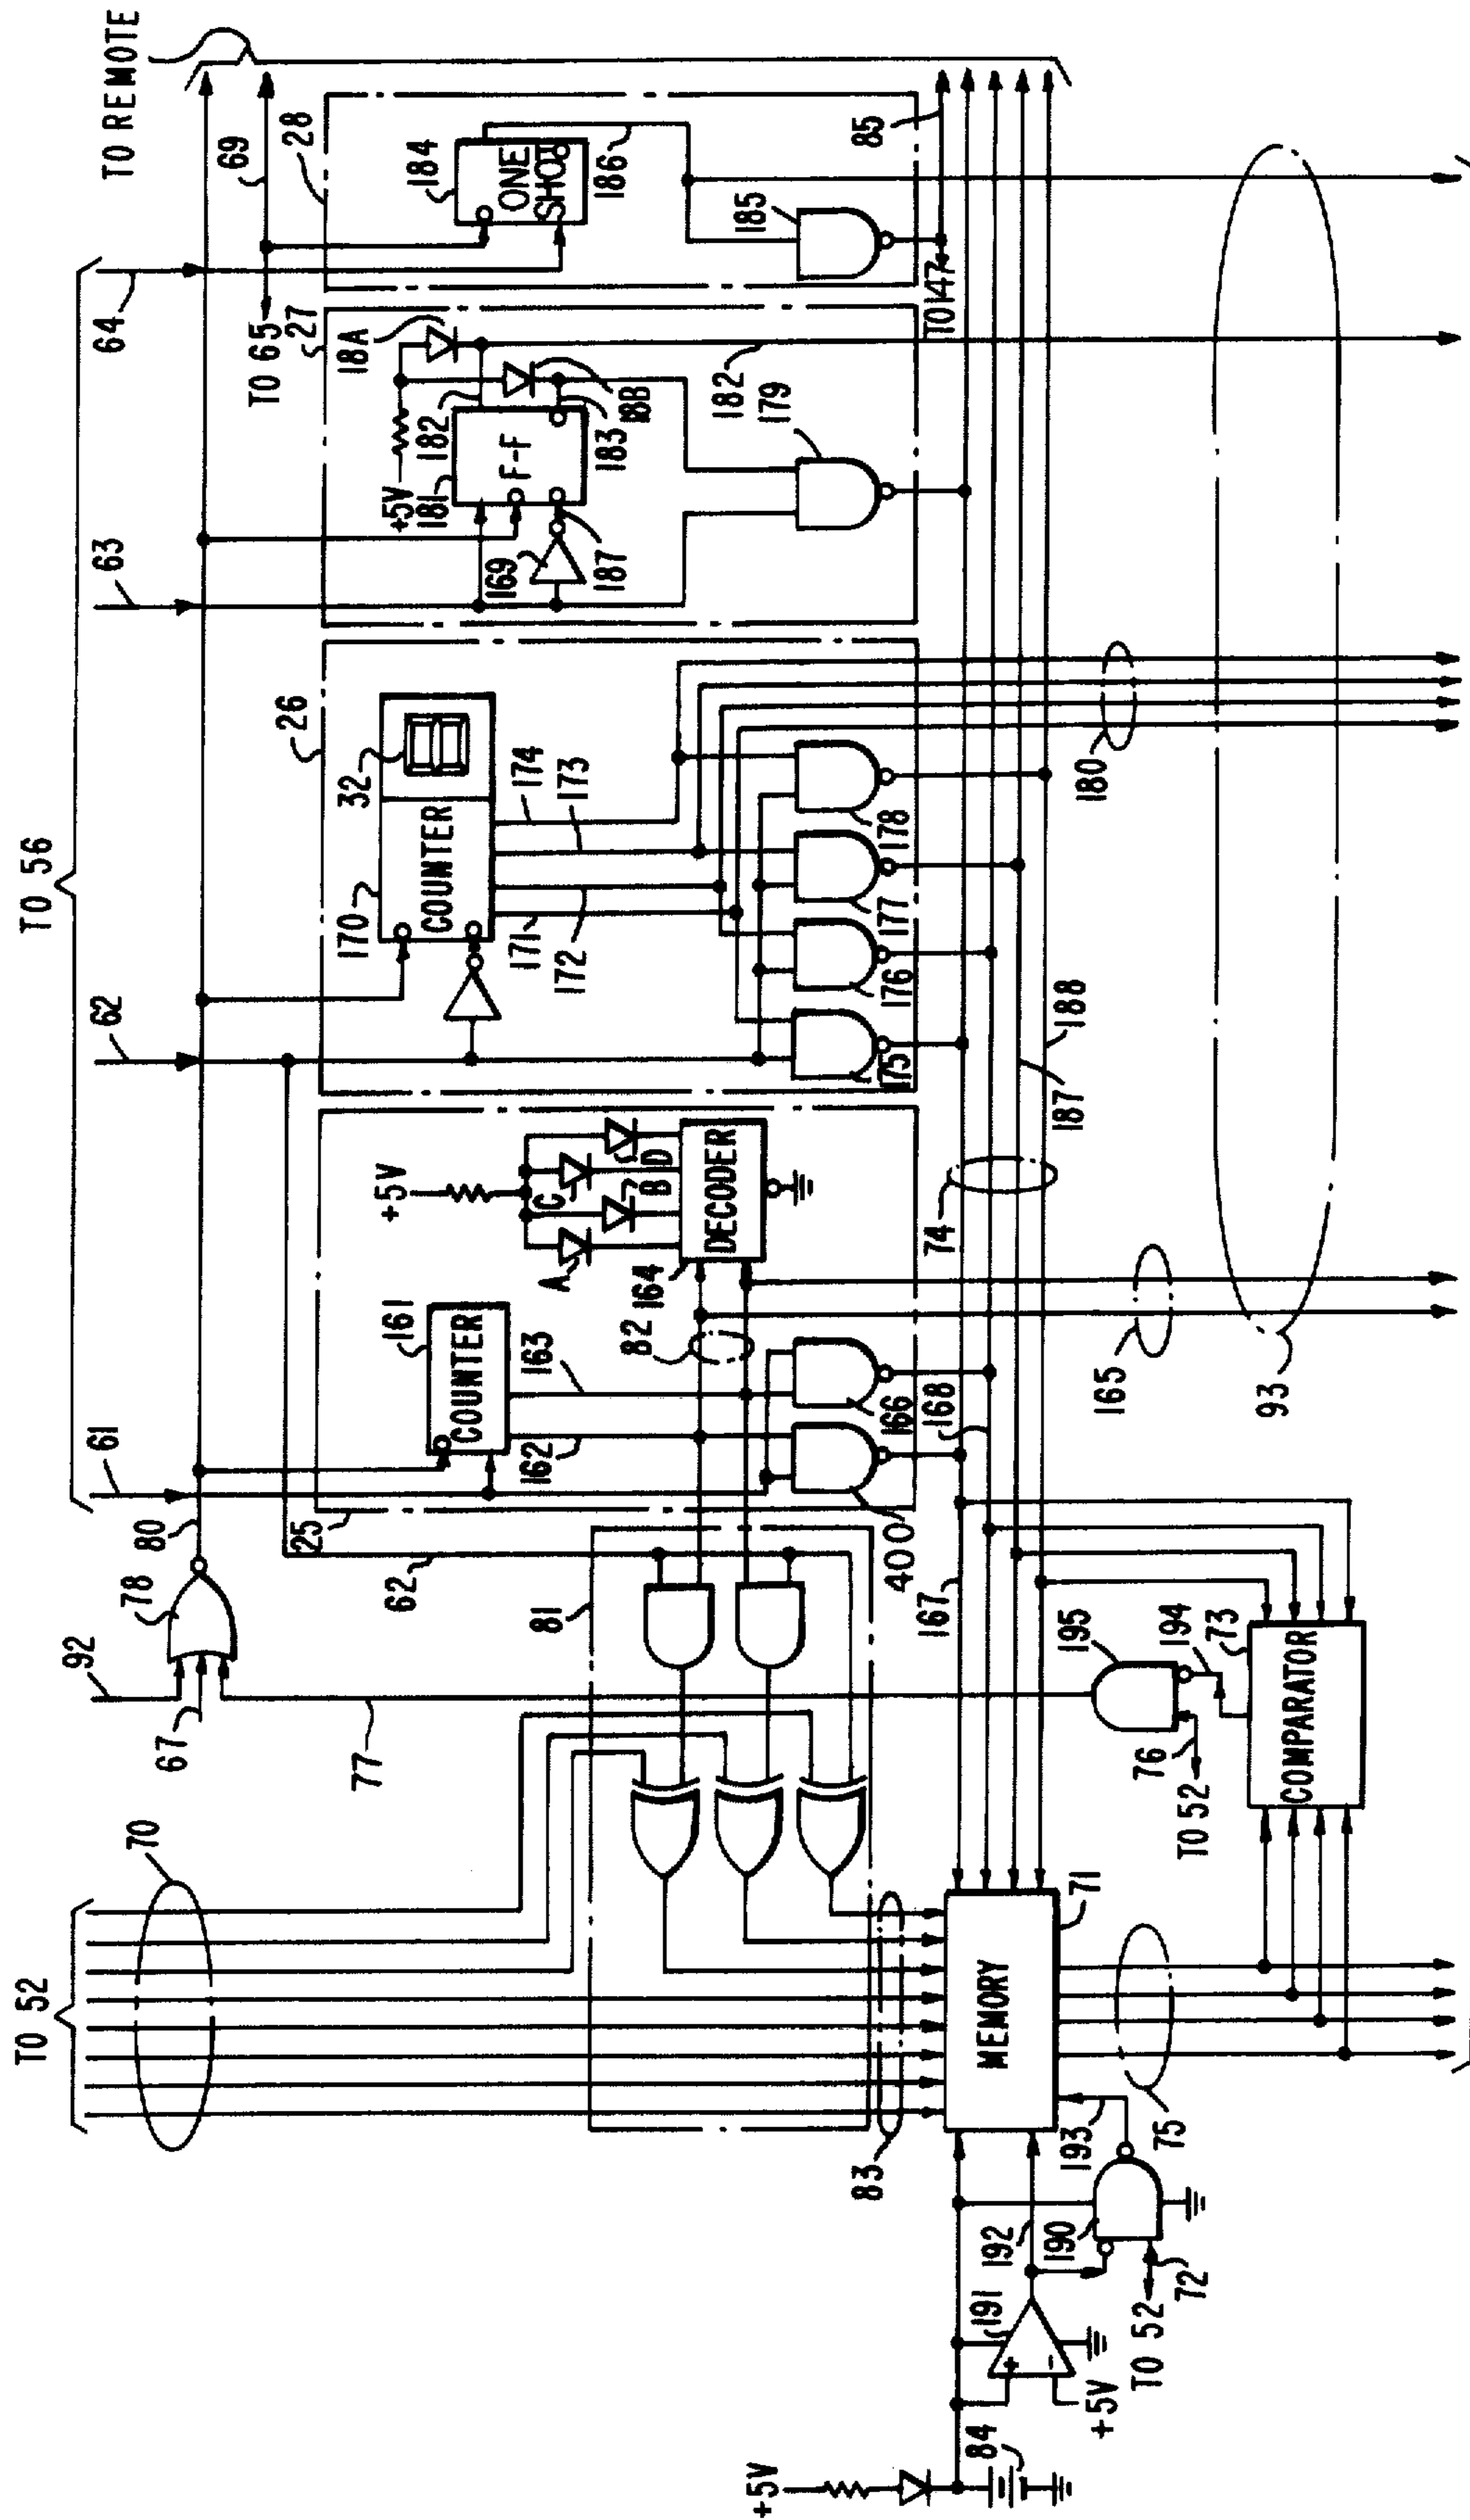 TO REMOTE
TO 56
TO 52
64
63
62
61
92
70
69
28
TO 65
27
18A
184
ONE
SHOT
186
185
85
TO 147
+5V
181
182
F-F
18B
183
169
187
182
179
26
32
170
COUNTER
174
173
171
172
178
177
176
175
180
188
187
74
+5V
A
C
B
D
DECODER
164
82
161
COUNTER
163
162
166
168
165
93
80
78
25
67
77
62
81
400
167
195
194
73
76
TO 52
COMPARATOR
83
MEMORY
71
75
193
190
192
191
72
TO 52
+
-
+5V
84
+5V